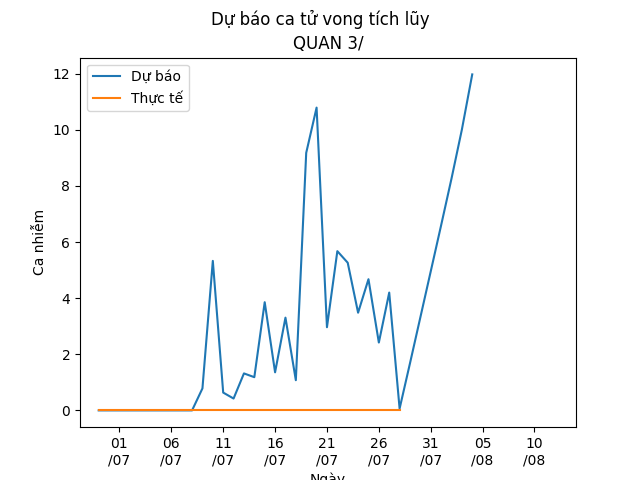 Dự báo ca tử vong tích lũy
QUAN 3/
Dự báo
Thực tế
Ca nhiễm
12
10
8
6
4
2
0
01 06 11 16 21 26 31 05 10
/07 /07 /07 /07 /07 /07 /07 /08 /08
Ngày